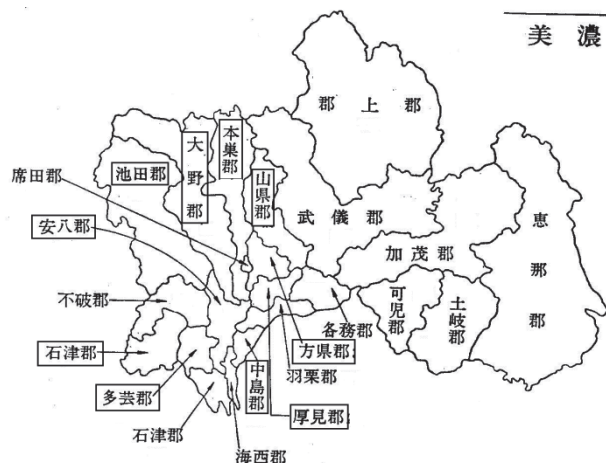 美濃
郡上郡
本巣郡
大野郡
池田郡
山県郡
席田郡
武儀郡
恵那郡
安八郡
加茂郡
不破郡
可児郡
土岐郡
各務郡
石津郡
方県郡
中島郡
羽栗郡
多芸郡
厚見郡
石津郡
海西郡